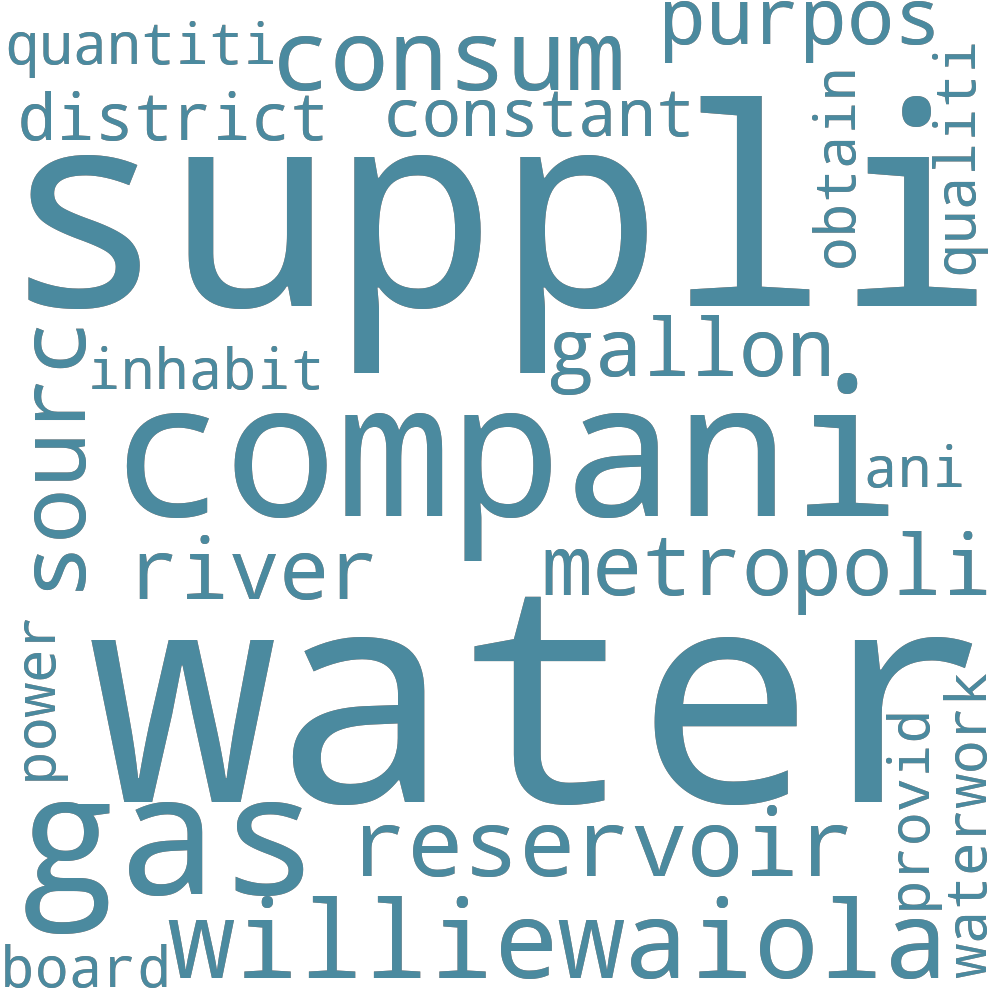 purpos
quantiti
consum
district
constant
obtain
qualiti
suppli
sourc
inhabit
gallon
compani
ani
river
metropoli
power
water
gas
reservoir
provid
waterwork
williewaiola
board